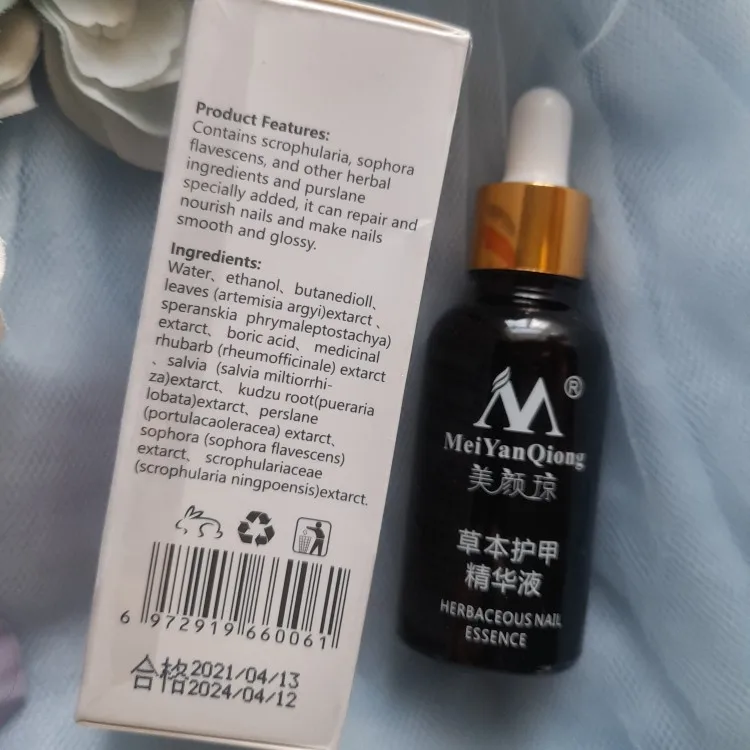 Product Features:
Contains scrophularia, sophora
flavescens, and other herbal
ingredients and purslane
specially added, it can repair and
nourish nails and make nails
smooth and glossy.
Ingredients:
Water、ethanol、butanedioll、
leaves (artemisia argyi)extarct、
speranskia phrymaleptostachya)
extarct、boric acid、medicinal
rhubarb (rheumofficinale) extarct
、salvia (salvia miltiorrhi-
za)extarct、kudzu root(pueraria
lobata)extarct、perslane
(portulacaoleracea) extarct、
sophora (sophora flavescens)
extarct、scrophulariaceae
(scrophularia ningpoensis)extarct.
6 972919 660061
合格2021/04/13
2024/04/12
M®
MeiYanQiong
美颜琼
草本护甲
精华液
HERBACEOUS NAIL
ESSENCE